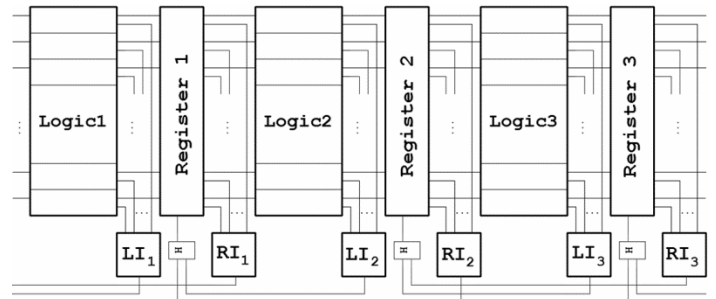 Logic1
Register 1
Logic2
Register 2
Logic3
Register 3
LI1
H
RI1
LI2
H
RI2
LI3
H
RI3